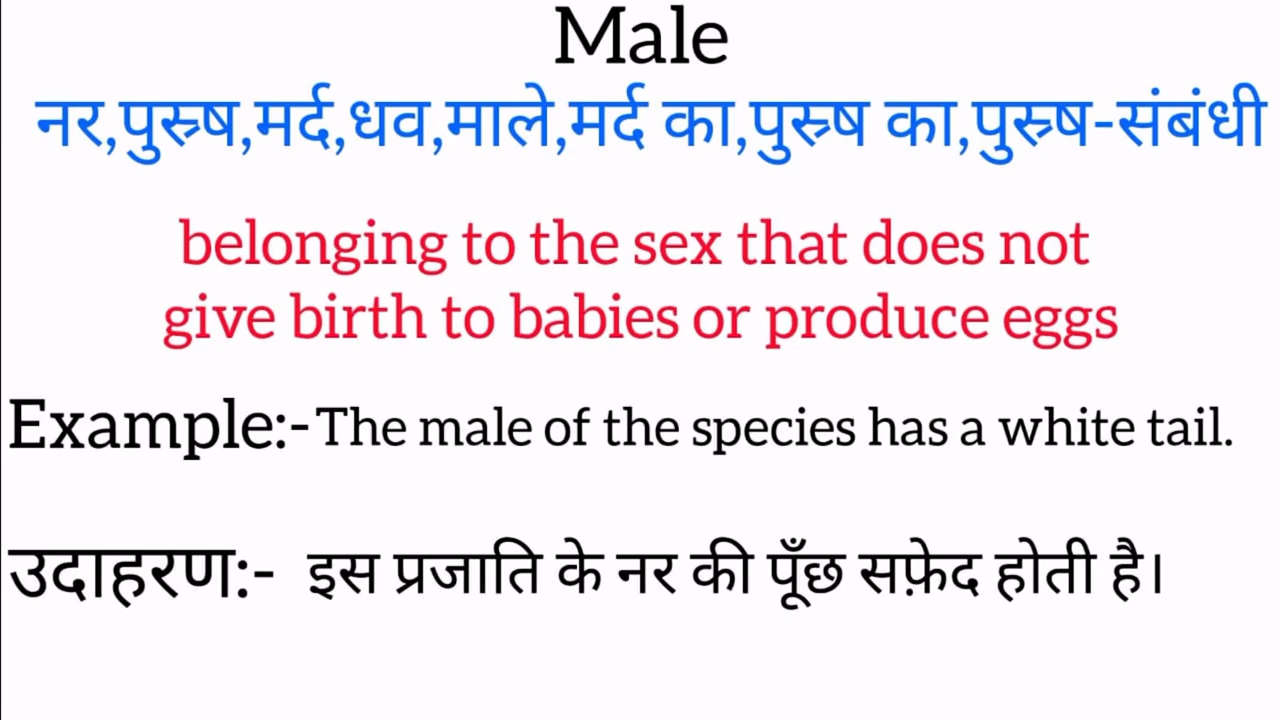 Male
नर,पुरुष,मर्द,धव,माले,मर्द का,पुरुष का,पुरुष-संबंधी
belonging to the sex that does not
give birth to babies or produce eggs
Example:-The male of the species has a white tail.
उदाहरण:- इस प्रजाति के नर की पूँछ सफ़ेद होती है।